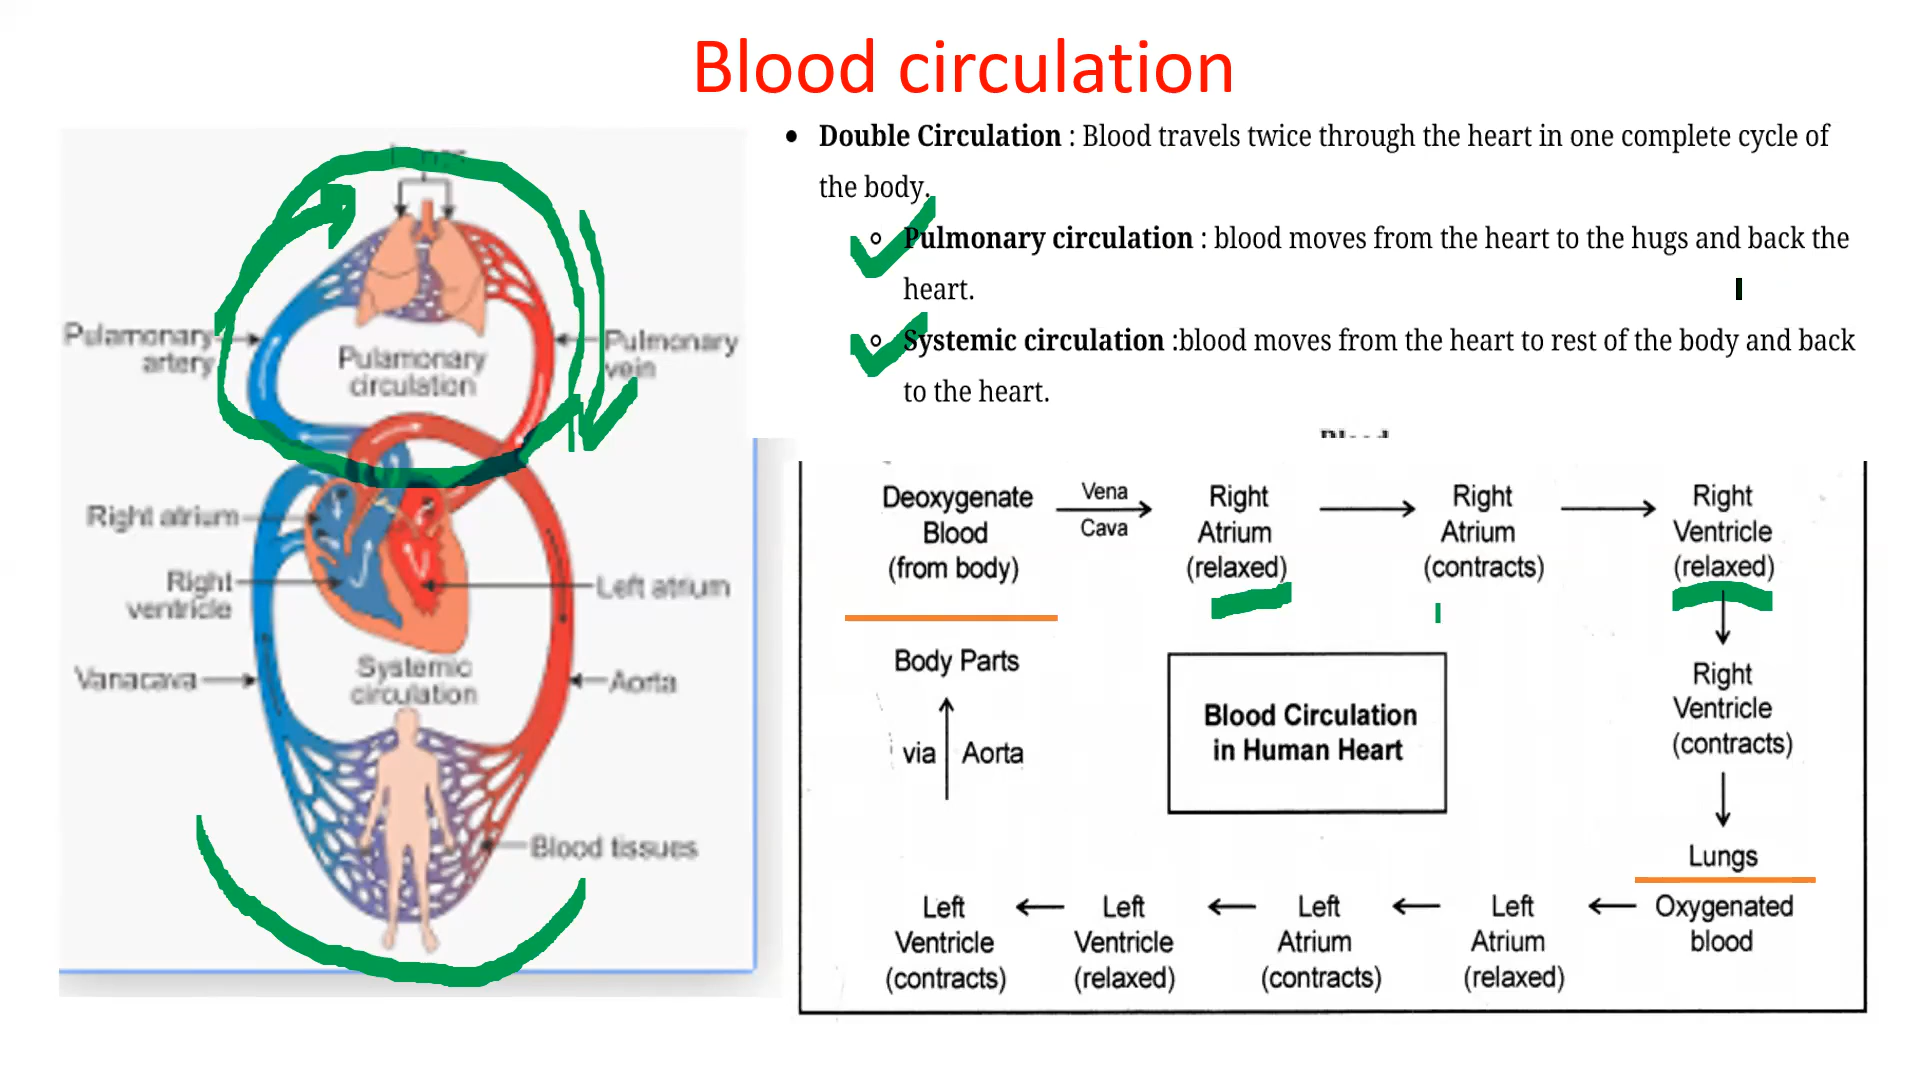 Blood circulation
• Double Circulation : Blood travels twice through the heart in one complete cycle of
the body.
Pulmonary circulation : blood moves from the heart to the hugs and back the
heart.
Systemic circulation :blood moves from the heart to rest of the body and back
to the heart.
Pulamonary
artery
Pulamonary
circulation
Pulmonary
vein
Right atrium
Right
ventricle
Left atrium
Vanacava
Systemic
circulation
Aorta
Blood tissues
Deoxygenate
Blood
(from body)
Vena
Cava
Right
Atrium
(relaxed)
Right
Atrium
(contracts)
Right
Ventricle
(relaxed)
Right
Ventricle
(contracts)
Lungs
Oxygenated
blood
Left
Atrium
(relaxed)
Left
Atrium
(contracts)
Left
Ventricle
(relaxed)
Left
Ventricle
(contracts)
via Aorta
Body Parts
Blood Circulation
in Human Heart